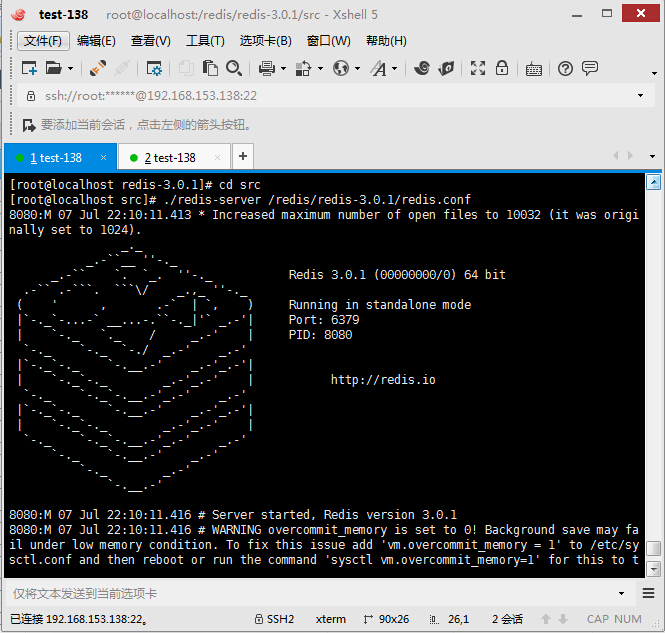 test-138 root@localhost:/redis/redis-3.0.1/src - Xshell 5
文件(F) 编辑(E) 查看(V) 工具(T) 选项卡(B) 窗口(W) 帮助(H)
ssh://root:******@192.168.153.138:22
要添加当前会话，点击左侧的箭头按钮。
1 test-138 × 2 test-138 × +
[root@localhost redis-3.0.1]# cd src
[root@localhost src]# ./redis-server /redis/redis-3.0.1/redis.conf
8080:M 07 Jul 22:10:11.413 * Increased maximum number of open files to 10032 (it was origi
nally set to 1024).
Redis 3.0.1 (00000000/0) 64 bit
Running in standalone mode
Port: 6379
PID: 8080
http://redis.io
8080:M 07 Jul 22:10:11.416 # Server started, Redis version 3.0.1
8080:M 07 Jul 22:10:11.416 # WARNING overcommit_memory is set to 0! Background save may fa
il under low memory condition. To fix this issue add 'vm.overcommit_memory = 1' to /etc/sy
sctl.conf and then reboot or run the command 'sysctl vm.overcommit_memory=1' for this to t
仅将文本发送到当前选项卡
已连接 192.168.153.138:22。 SSH2 xterm 90x26 26,1 2 会话 CAP NUM